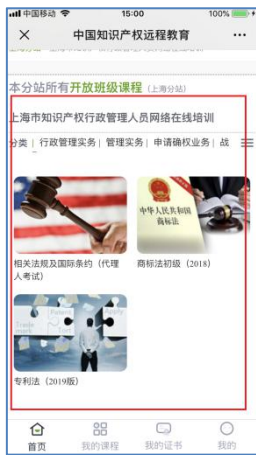 中国移动 15:00 100%
中国知识产权远程教育
本分站所有开放班级课程（上海分站）
上海市知识产权行政管理人员网络在线培训
分类 | 行政管理实务 | 管理实务 | 申请确权业务 | 战
中华人民共和国
商标法
相关法规及国际条约（代理
人考试）
商标法初级（2018）
Patent
Apply
Trade
mark
专利法（2019版）
首页 我的课程 我的证书 我的